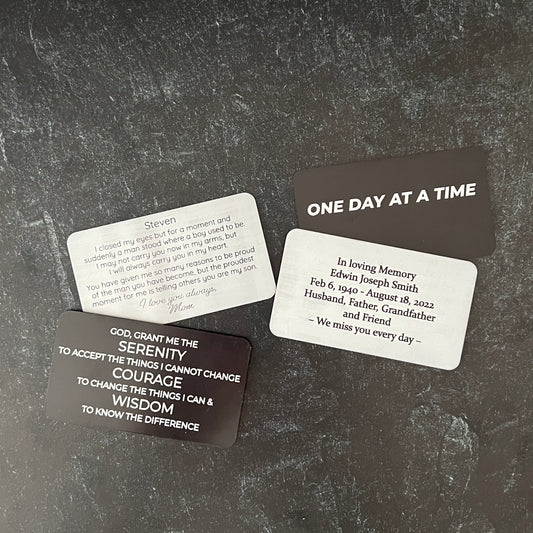 Steven
I closed my eyes but for a moment and
suddenly a man stood where a boy used to be
I may not carry you now in my arms, but
I will always carry you in my heart.
You have given me so many reasons to be proud
of the man you have become, but the proudest
moment for me is telling others you are my son.
I love you always,
Mom
GOD, GRANT ME THE
SERENITY
TO ACCEPT THE THINGS I CANNOT CHANGE
COURAGE
TO CHANGE THE THINGS I CAN &
WISDOM
TO KNOW THE DIFFERENCE
ONE DAY AT A TIME
In loving Memory
Edwin Joseph Smith
Feb 6, 1940 - August 18, 2022
Husband, Father, Grandfather
and Friend
– We miss you every day –